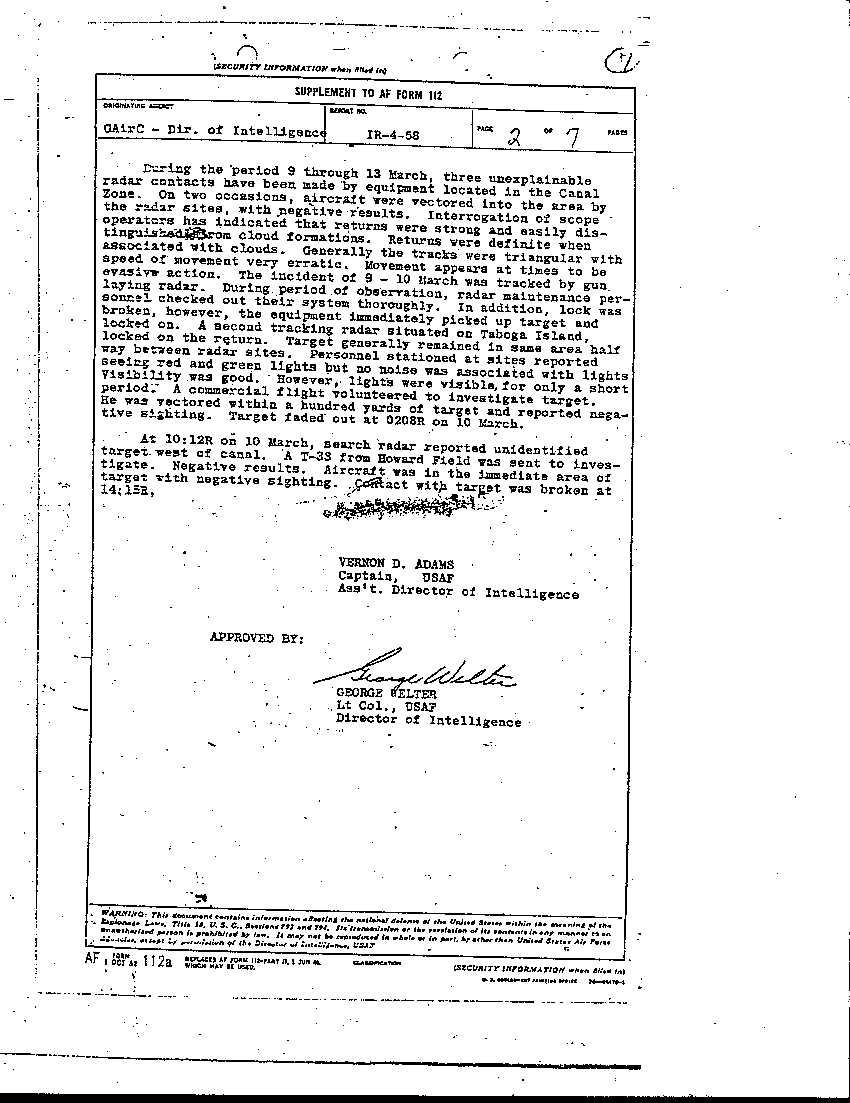 (SECURITY INFORMATION when filled in)
SUPPLEMENT TO AF FORM 112
ORIGINATING AGENCY
REPORT NO.
CAirC - Dir. of Intelligence
IR-4-58
PAGE 2 OF 7 PAGES
During the period 9 through 13 March, three unexplainable
radar contacts have been made by equipment located in the Canal
Zone. On two occasions, aircraft were vectored into the area by
the radar sites, with negative results. Interrogation of scope
operators has indicated that returns were strong and easily dis-
tinguished from cloud formations. Returns were definite when
associated with clouds. Generally the tracks were triangular with
speed of movement very erratic. Movement appears at times to be
evasive action. The incident of 9 - 10 March was tracked by gun
laying radar. During period of observation, radar maintenance per-
sonnel checked out their system thoroughly. In addition, lock was
broken, however, the equipment immediately picked up target and
locked on. A second tracking radar situated on Taboga Island,
locked on the return. Target generally remained in same area half
way between radar sites. Personnel stationed at sites reported
seeing red and green lights but no noise was associated with lights
Visibility was good. However, lights were visible for only a short
period. A commercial flight volunteered to investigate target.
He was vectored within a hundred yards of target and reported nega-
tive sighting. Target faded out at 0208R on 10 March.
At 10:12R on 10 March, search radar reported unidentified
target west of canal. A T-33 from Howard Field was sent to inves-
tigate. Negative results. Aircraft was in the immediate area of
target with negative sighting. Contact with target was broken at
14:15R,
VERNON D. ADAMS
Captain, USAF
Ass't. Director of Intelligence
APPROVED BY:
George Welter
GEORGE WELTER
Lt Col., USAF
Director of Intelligence
WARNING: This document contains information affecting the national defense of the United States within the meaning of the
Espionage Laws, Title 18, U. S. C., Sections 793 and 794. Its transmission or the revelation of its contents in any manner to an
unauthorized person is prohibited by law. It may not be reproduced in whole or in part, by other than United States Air Force
Agencies, except by permission of the Director of Intelligence, USAF
AF FORM 1 OCT 52 112a
REPLACES AF FORM 112-PART II, 1 JUN 48,
WHICH MAY BE USED.
CLASSIFICATION
(SECURITY INFORMATION when filled in)
U. S. GOVERNMENT PRINTING OFFICE